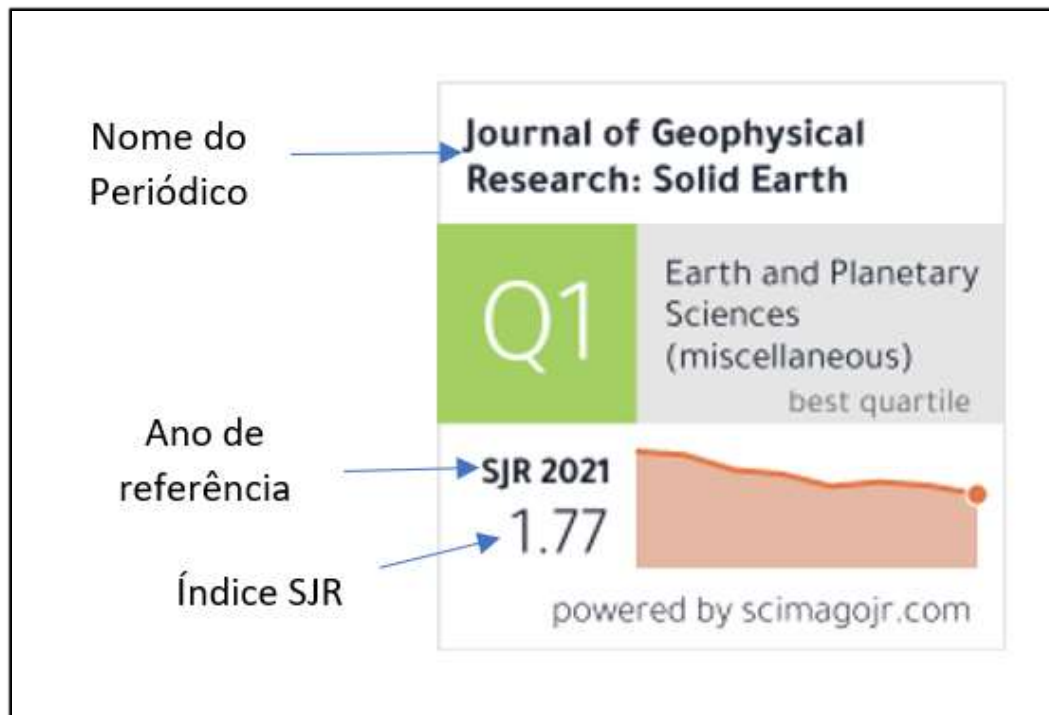 Nome do
Periódico
Journal of Geophysical
Research: Solid Earth
Q1
Earth and Planetary
Sciences
(miscellaneous)
best quartile
Ano de
referência
SJR 2021
1.77
Índice SJR
powered by scimagojr.com